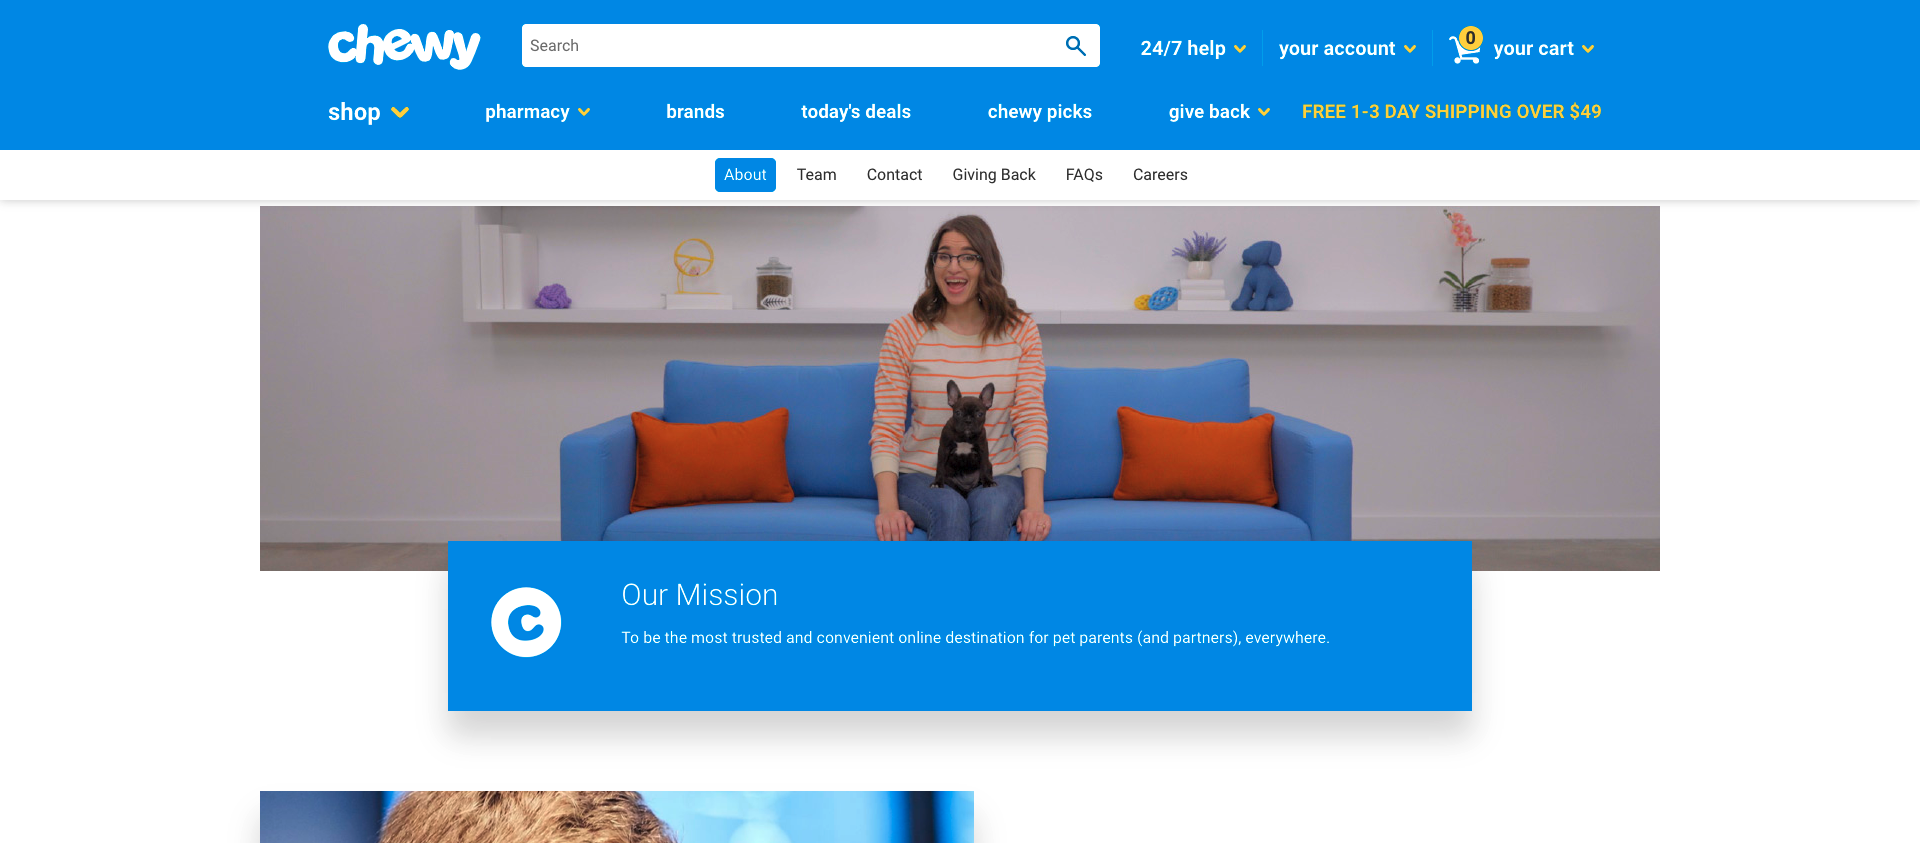 chewy
Search
24/7 help
your account
0
your cart
shop
pharmacy
brands
today's deals
chewy picks
give back
FREE 1-3 DAY SHIPPING OVER $49
About
Team
Contact
Giving Back
FAQs
Careers
C
Our Mission
To be the most trusted and convenient online destination for pet parents (and partners), everywhere.